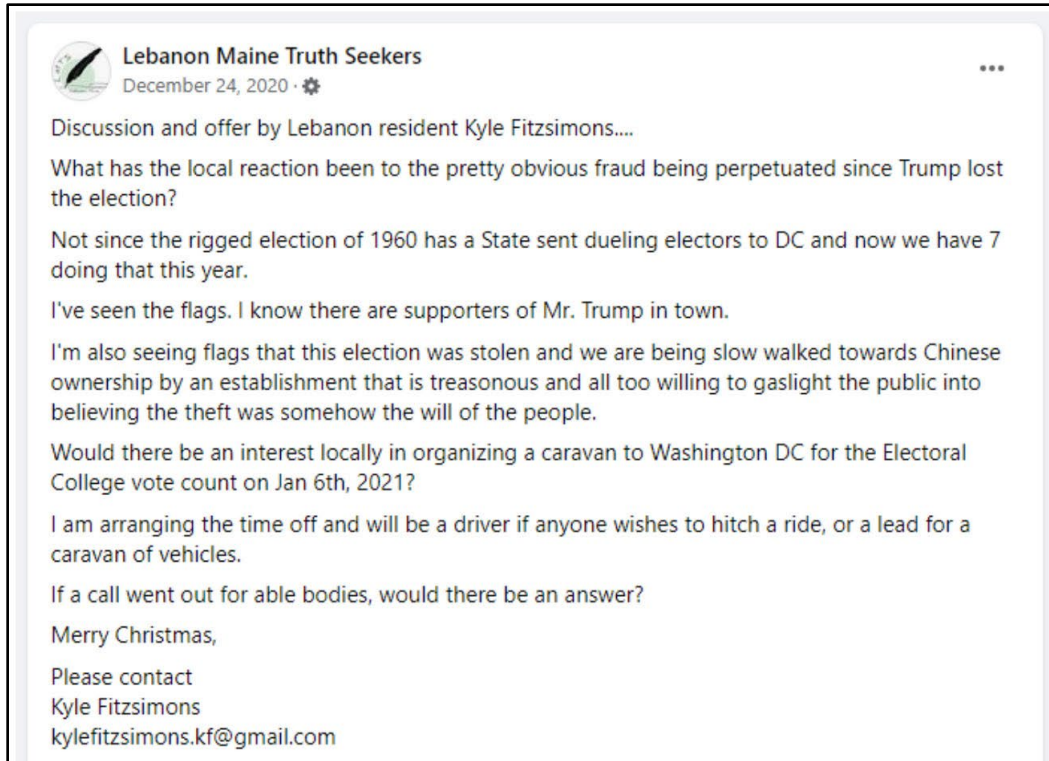 Lebanon Maine Truth Seekers
December 24, 2020 ·
Discussion and offer by Lebanon resident Kyle Fitzsimons....
What has the local reaction been to the pretty obvious fraud being perpetuated since Trump lost
the election?
Not since the rigged election of 1960 has a State sent dueling electors to DC and now we have 7
doing that this year.
I've seen the flags. I know there are supporters of Mr. Trump in town.
I'm also seeing flags that this election was stolen and we are being slow walked towards Chinese
ownership by an establishment that is treasonous and all too willing to gaslight the public into
believing the theft was somehow the will of the people.
Would there be an interest locally in organizing a caravan to Washington DC for the Electoral
College vote count on Jan 6th, 2021?
I am arranging the time off and will be a driver if anyone wishes to hitch a ride, or a lead for a
caravan of vehicles.
If a call went out for able bodies, would there be an answer?
Merry Christmas,
Please contact
Kyle Fitzsimons
kylefitzsimons.kf@gmail.com